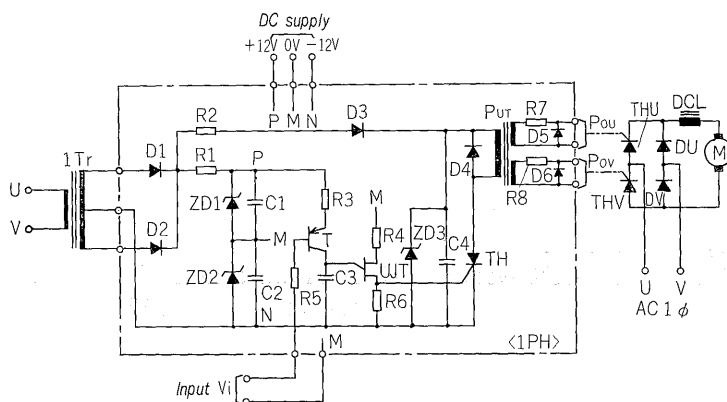 DC supply
+12V 0V -12V
P M N
R2
D3
PUT
R7
D5
POU
THU
DCL
1Tr
D1
R1
P
D4
D6
POV
DU
M
U
V
ZD1
C1
R3
M
R8
THV
DV
D2
M
T
R4
ZD3
C4
ZD2
C2
R5
C3
UJT
TH
N
R6
U V
AC 1 φ
M
<1PH>
Input Vi